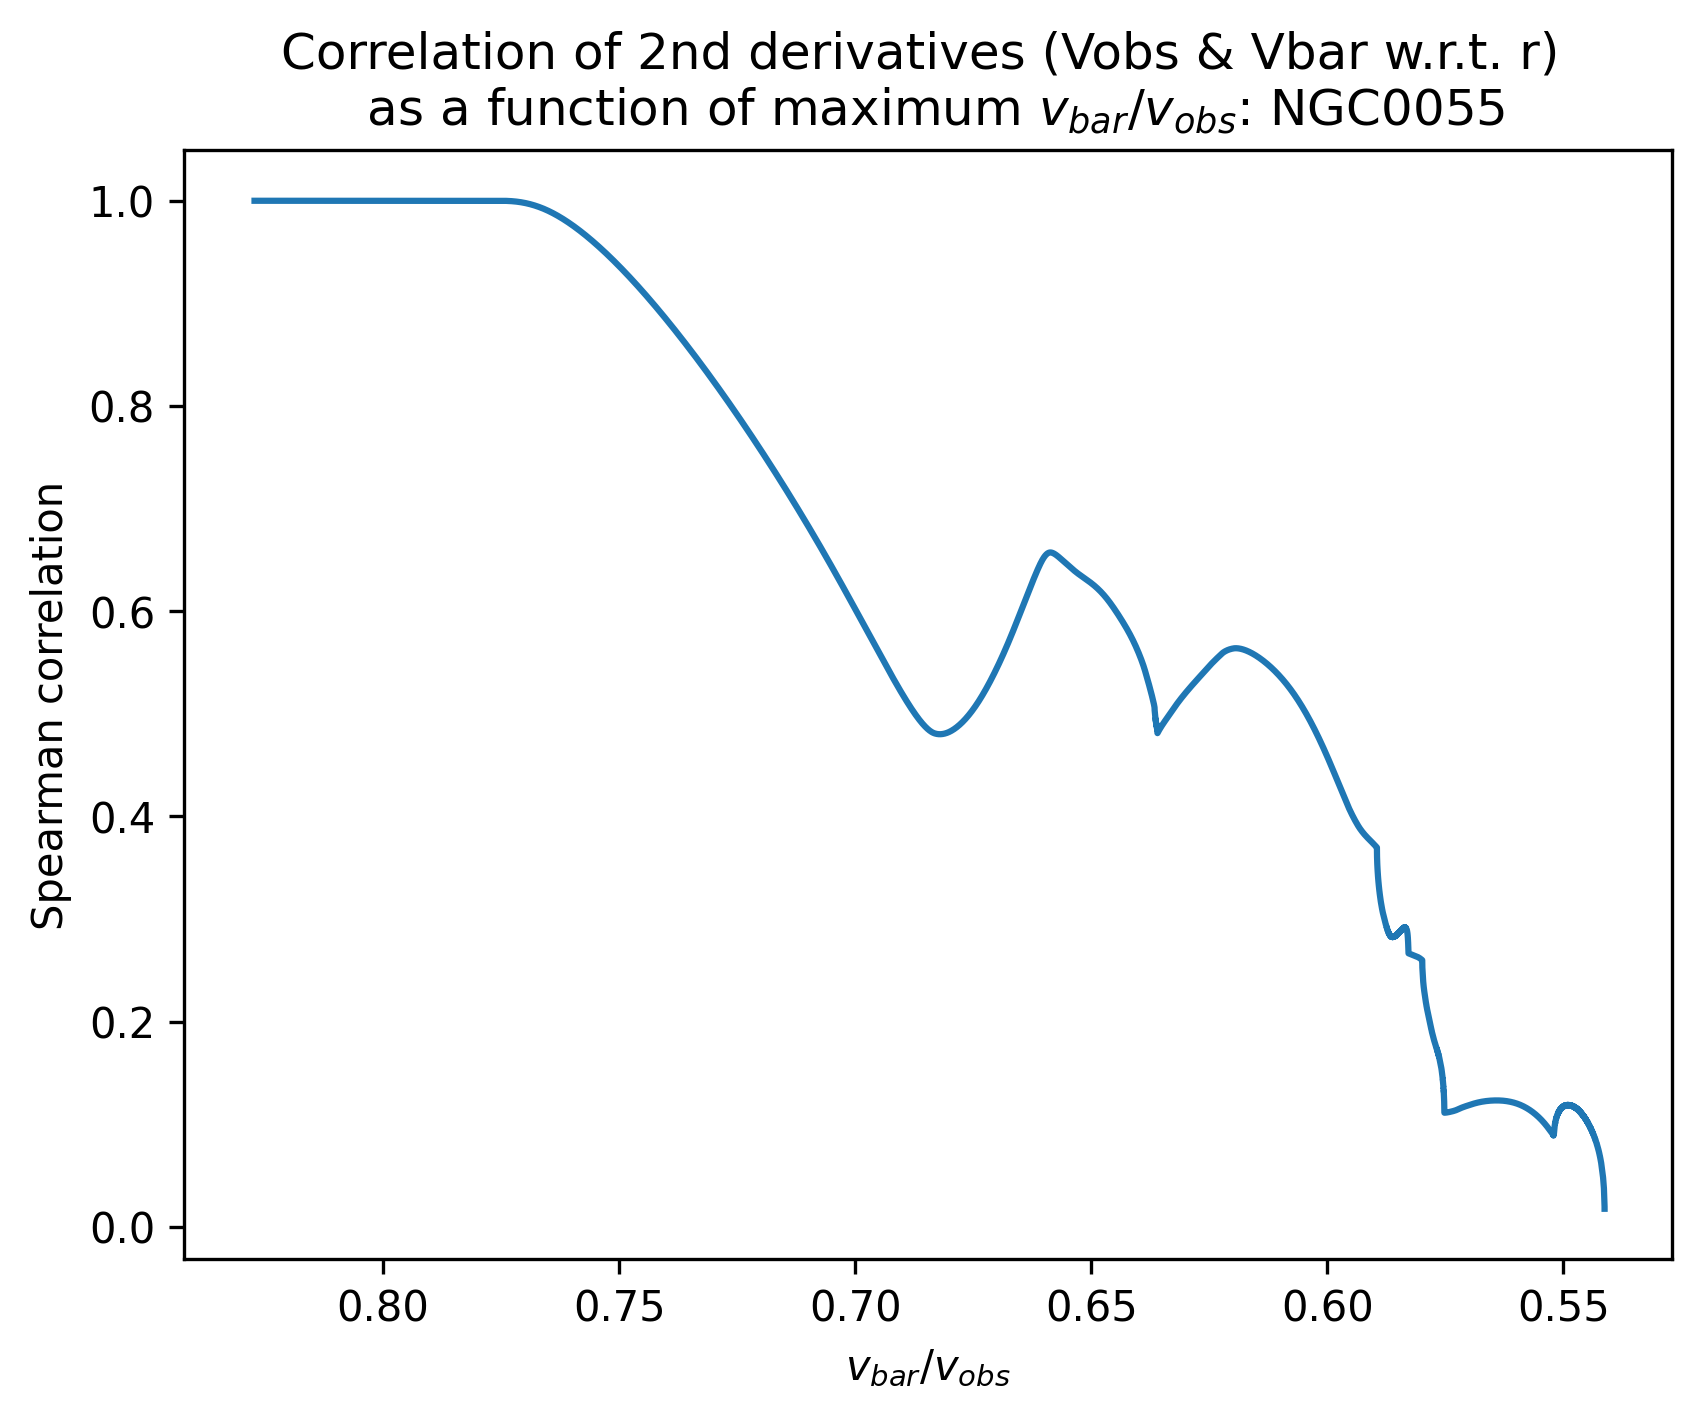 Correlation of 2nd derivatives (Vobs & Vbar w.r.t. r)
as a function of maximum v_bar/v_obs: NGC0055
Spearman correlation
1.0
0.8
0.6
0.4
0.2
0.0
0.80 0.75 0.70 0.65 0.60 0.55
v_bar/v_obs